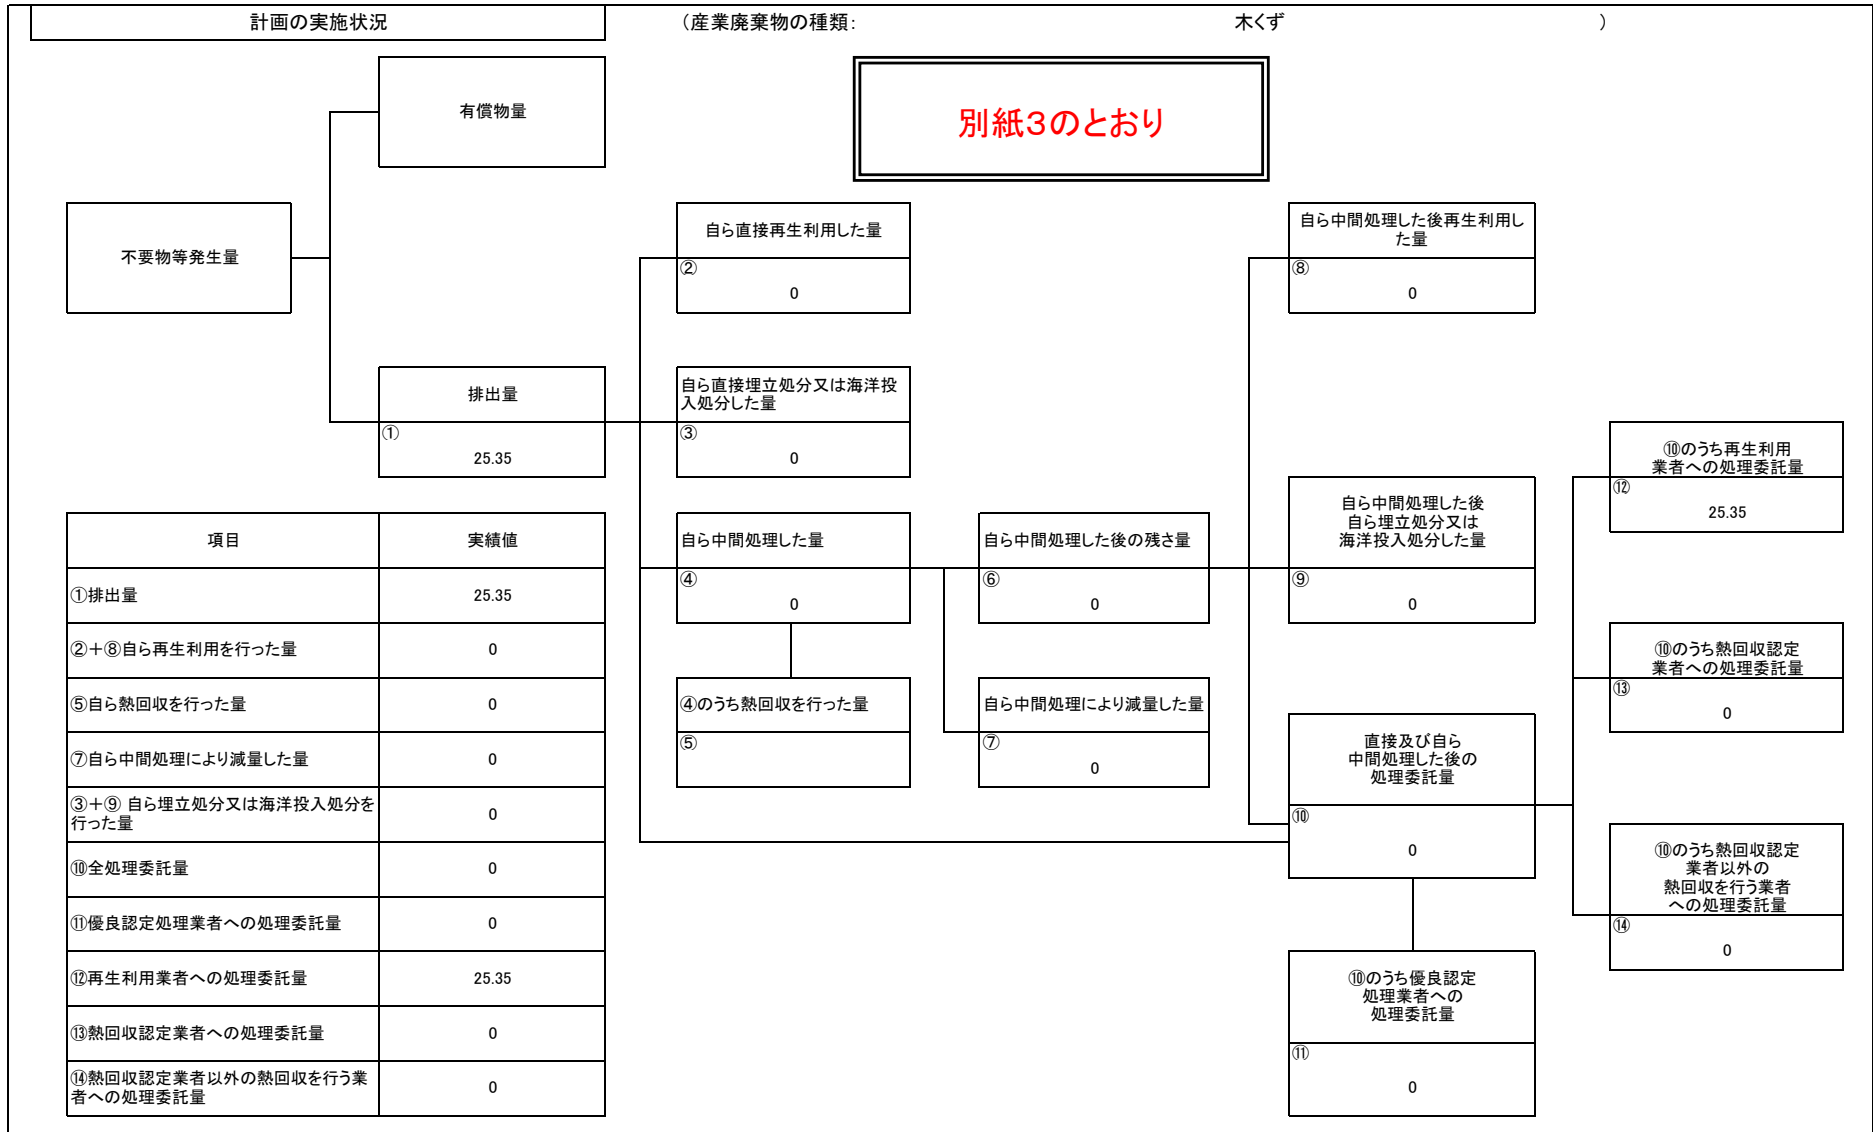 計画の実施状況
（産業廃棄物の種類： 木くず ）
有償物量
別紙３のとおり
不要物等発生量
自ら直接再生利用した量
②
0
自ら中間処理した後再生利用し
た量
⑧
0
排出量
①
25.35
自ら直接埋立処分又は海洋投
入処分した量
③
0
⑩のうち再生利用
業者への処理委託量
⑫
25.35
自ら中間処理した量
④
0
自ら中間処理した後の残さ量
⑥
0
自ら中間処理した後
自ら埋立処分又は
海洋投入処分した量
⑨
0
⑩のうち熱回収認定
業者への処理委託量
⑬
0
④のうち熱回収を行った量
⑤
自ら中間処理により減量した量
⑦
0
直接及び自ら
中間処理した後の
処理委託量
⑩
0
⑩のうち熱回収認定
業者以外の
熱回収を行う業者
への処理委託量
⑭
0
⑩のうち優良認定
処理業者への
処理委託量
⑪
0
項目 実績値
①排出量 25.35
②＋⑧自ら再生利用を行った量 0
⑤自ら熱回収を行った量 0
⑦自ら中間処理により減量した量 0
③＋⑨ 自ら埋立処分又は海洋投入処分を
行った量 0
⑩全処理委託量 0
⑪優良認定処理業者への処理委託量 0
⑫再生利用業者への処理委託量 25.35
⑬熱回収認定業者への処理委託量 0
⑭熱回収認定業者以外の熱回収を行う業
者への処理委託量 0